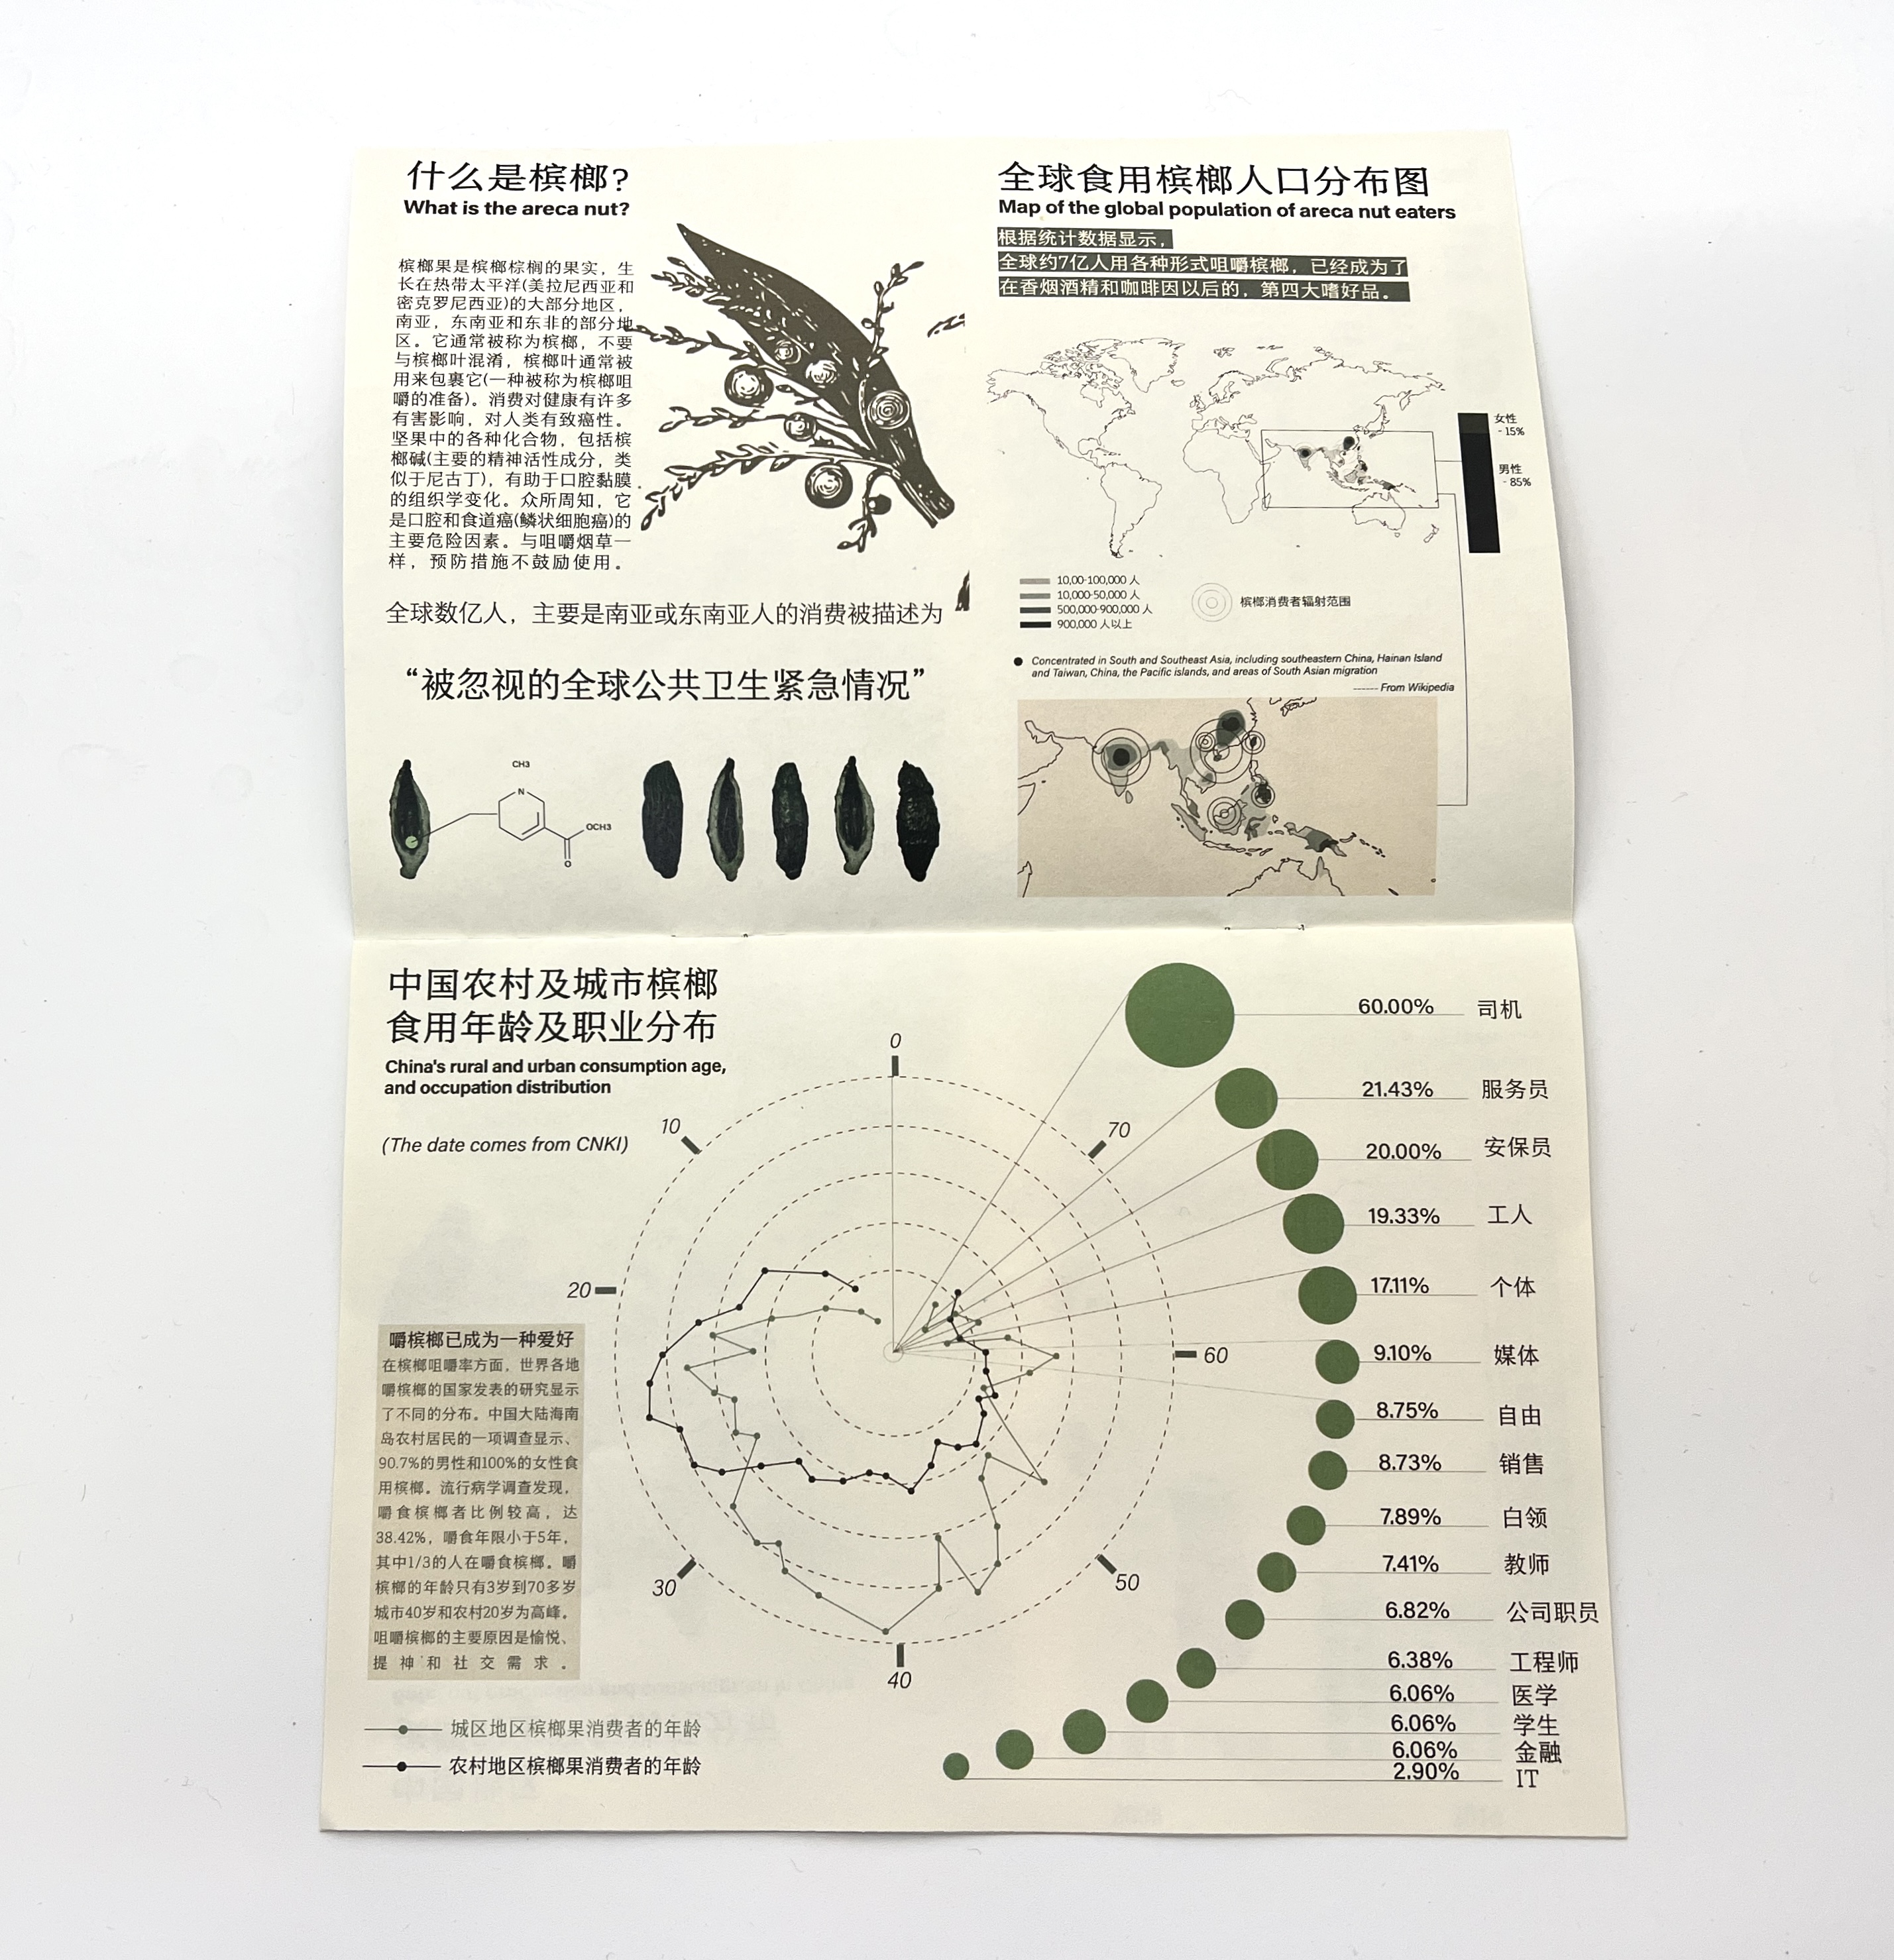 什么是槟榔?
What is the areca nut?
槟榔果是槟榔棕榈的果实，生
长在热带太平洋(美拉尼西亚和
密克罗尼西亚)的大部分地区，
南亚，东南亚和东非的部分地
区。它通常被称为槟榔，不要
与槟榔叶混淆，槟榔叶通常被
用来包裹它(一种被称为槟榔咀
嚼的准备)。消费对健康有许多
有害影响，对人类有致癌性。
坚果中的各种化合物，包括槟
榔碱(主要的精神活性成分，类
似于尼古丁)，有助于口腔黏膜
的组织学变化。众所周知，它
是口腔和食道癌(鳞状细胞癌)的
主要危险因素。与咀嚼烟草一
样，预防措施不鼓励使用。
全球数亿人，主要是南亚或东南亚人的消费被描述为
“被忽视的全球公共卫生紧急情况”
CH3
N
OCH3
O
全球食用槟榔人口分布图
Map of the global population of areca nut eaters
根据统计数据显示，
全球约7亿人用各种形式咀嚼槟榔，已经成为了
在香烟酒精和咖啡因以后的，第四大嗜好品。
女性
- 15%
男性
- 85%
10,00-100,000 人
10,000-50,000 人
500,000-900,000 人
900,000 人以上
槟榔消费者辐射范围
Concentrated in South and Southeast Asia, including southeastern China, Hainan Island
and Taiwan, China, the Pacific islands, and areas of South Asian migration
------ From Wikipedia
中国农村及城市槟榔
食用年龄及职业分布
China's rural and urban consumption age,
and occupation distribution
(The date comes from CNKI)
0
10
20
30
40
50
60
70
嚼槟榔已成为一种爱好
在槟榔咀嚼率方面，世界各地
嚼槟榔的国家发表的研究显示
了不同的分布。中国大陆海南
岛农村居民的一项调查显示、
90.7%的男性和100%的女性食
用槟榔。流行病学调查发现，
嚼食槟榔者比例较高，达
38.42%，嚼食年限小于5年，
其中1/3的人在嚼食槟榔。嚼
槟榔的年龄只有3岁到70多岁
城市40岁和农村20岁为高峰。
咀嚼槟榔的主要原因是愉悦、
提神和社交需求。
城区地区槟榔果消费者的年龄
农村地区槟榔果消费者的年龄
60.00% 司机
21.43% 服务员
20.00% 安保员
19.33% 工人
17.11% 个体
9.10% 媒体
8.75% 自由
8.73% 销售
7.89% 白领
7.41% 教师
6.82% 公司职员
6.38% 工程师
6.06% 医学
6.06% 学生
6.06% 金融
2.90% IT